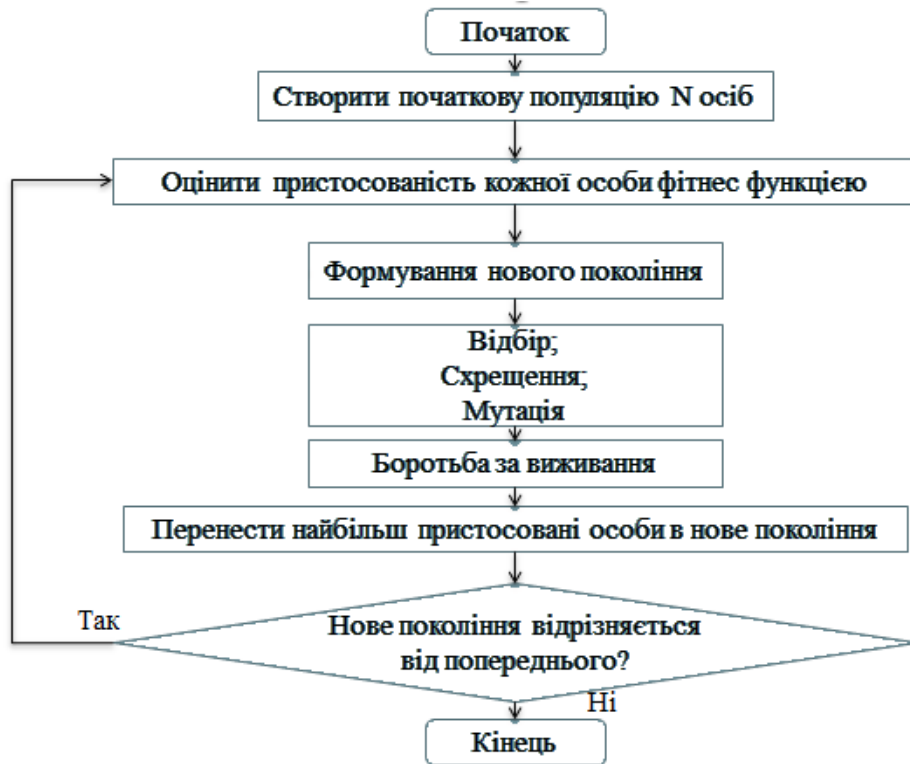 Початок
Створити початкову популяцію N осіб
Оцінити пристосованість кожної особи фітнес функцією
Формування нового покоління
Відбір;
Схрещення;
Мутація
Боротьба за виживання
Перенести найбільш пристосовані особи в нове покоління
Так
Нове покоління відрізняється
від попереднього?
Ні
Кінець